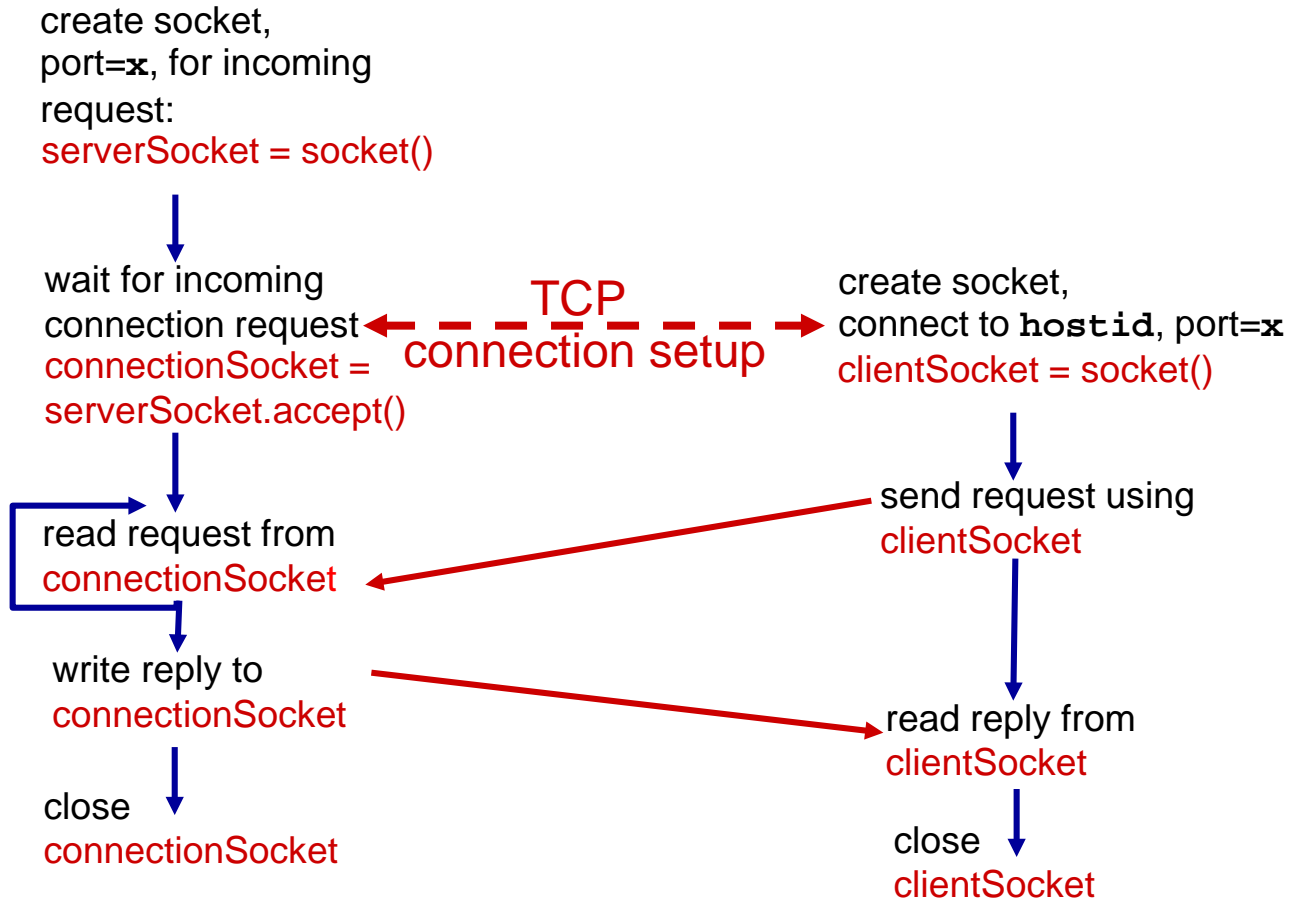 create socket,
port=x, for incoming
request:
serverSocket = socket()
wait for incoming
connection request
connectionSocket =
serverSocket.accept()
TCP
connection setup
create socket,
connect to hostid, port=x
clientSocket = socket()
read request from
connectionSocket
send request using
clientSocket
write reply to
connectionSocket
read reply from
clientSocket
close
connectionSocket
close
clientSocket